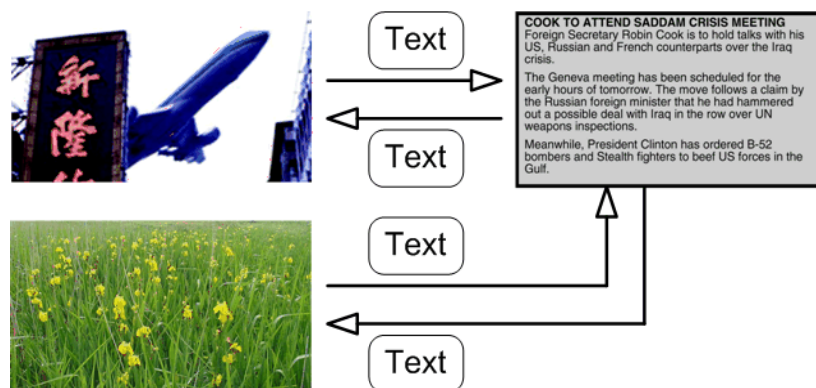 新
隆
Text
Text
Text
Text
COOK TO ATTEND SADDAM CRISIS MEETING
Foreign Secretary Robin Cook is to hold talks with his
US, Russian and French counterparts over the Iraq
crisis.
The Geneva meeting has been scheduled for the
early hours of tomorrow. The move follows a claim by
the Russian foreign minister that he had hammered
out a possible deal with Iraq in the row over UN
weapons inspections.
Meanwhile, President Clinton has ordered B-52
bombers and Stealth fighters to beef US forces in the
Gulf.